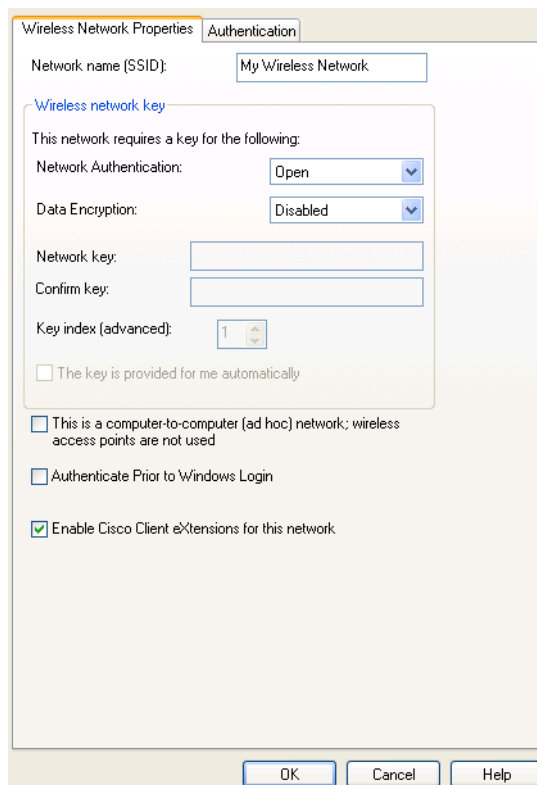 Wireless Network Properties
Authentication
Network name (SSID):
My Wireless Network
Wireless network key
This network requires a key for the following:
Network Authentication:
Open
Data Encryption:
Disabled
Network key:
Confirm key:
Key index (advanced):
1
The key is provided for me automatically
This is a computer-to-computer (ad hoc) network; wireless
access points are not used
Authenticate Prior to Windows Login
Enable Cisco Client eXtensions for this network
OK
Cancel
Help